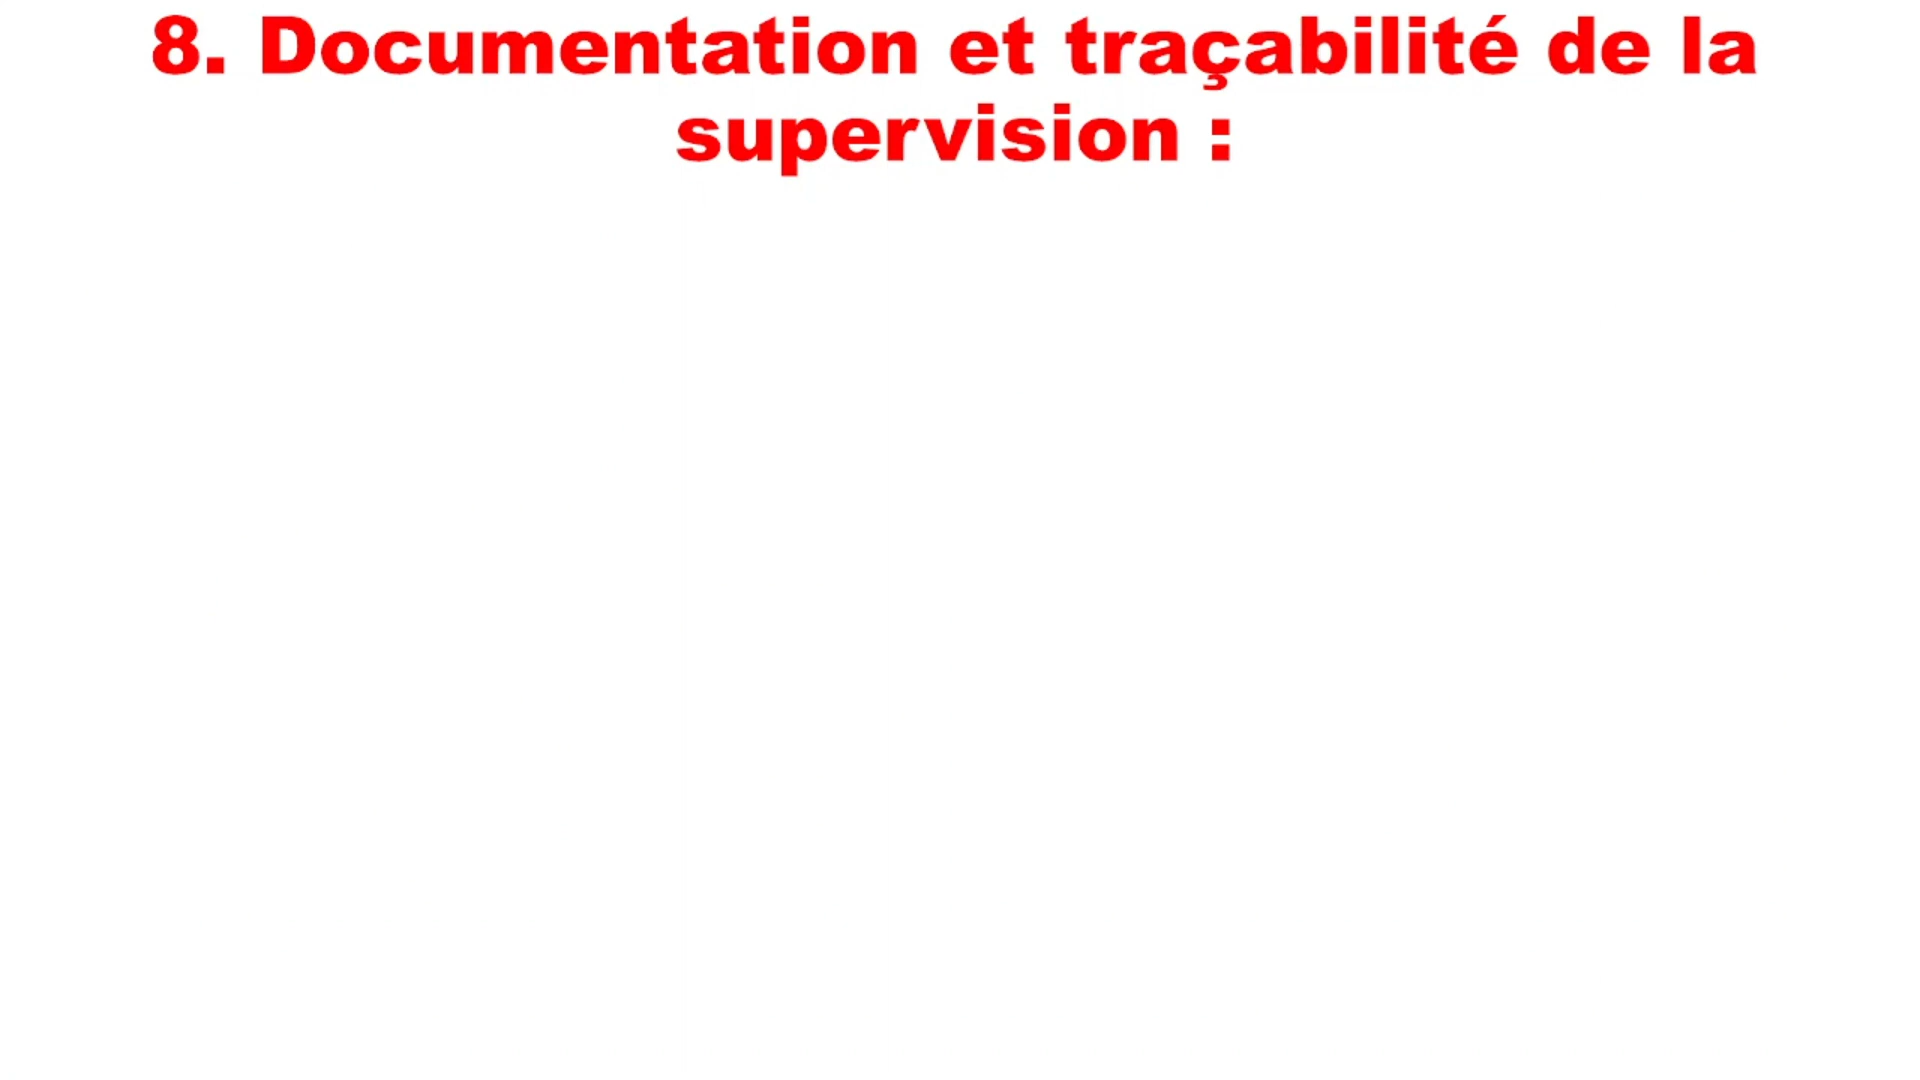 8. Documentation et traçabilité de la
supervision :